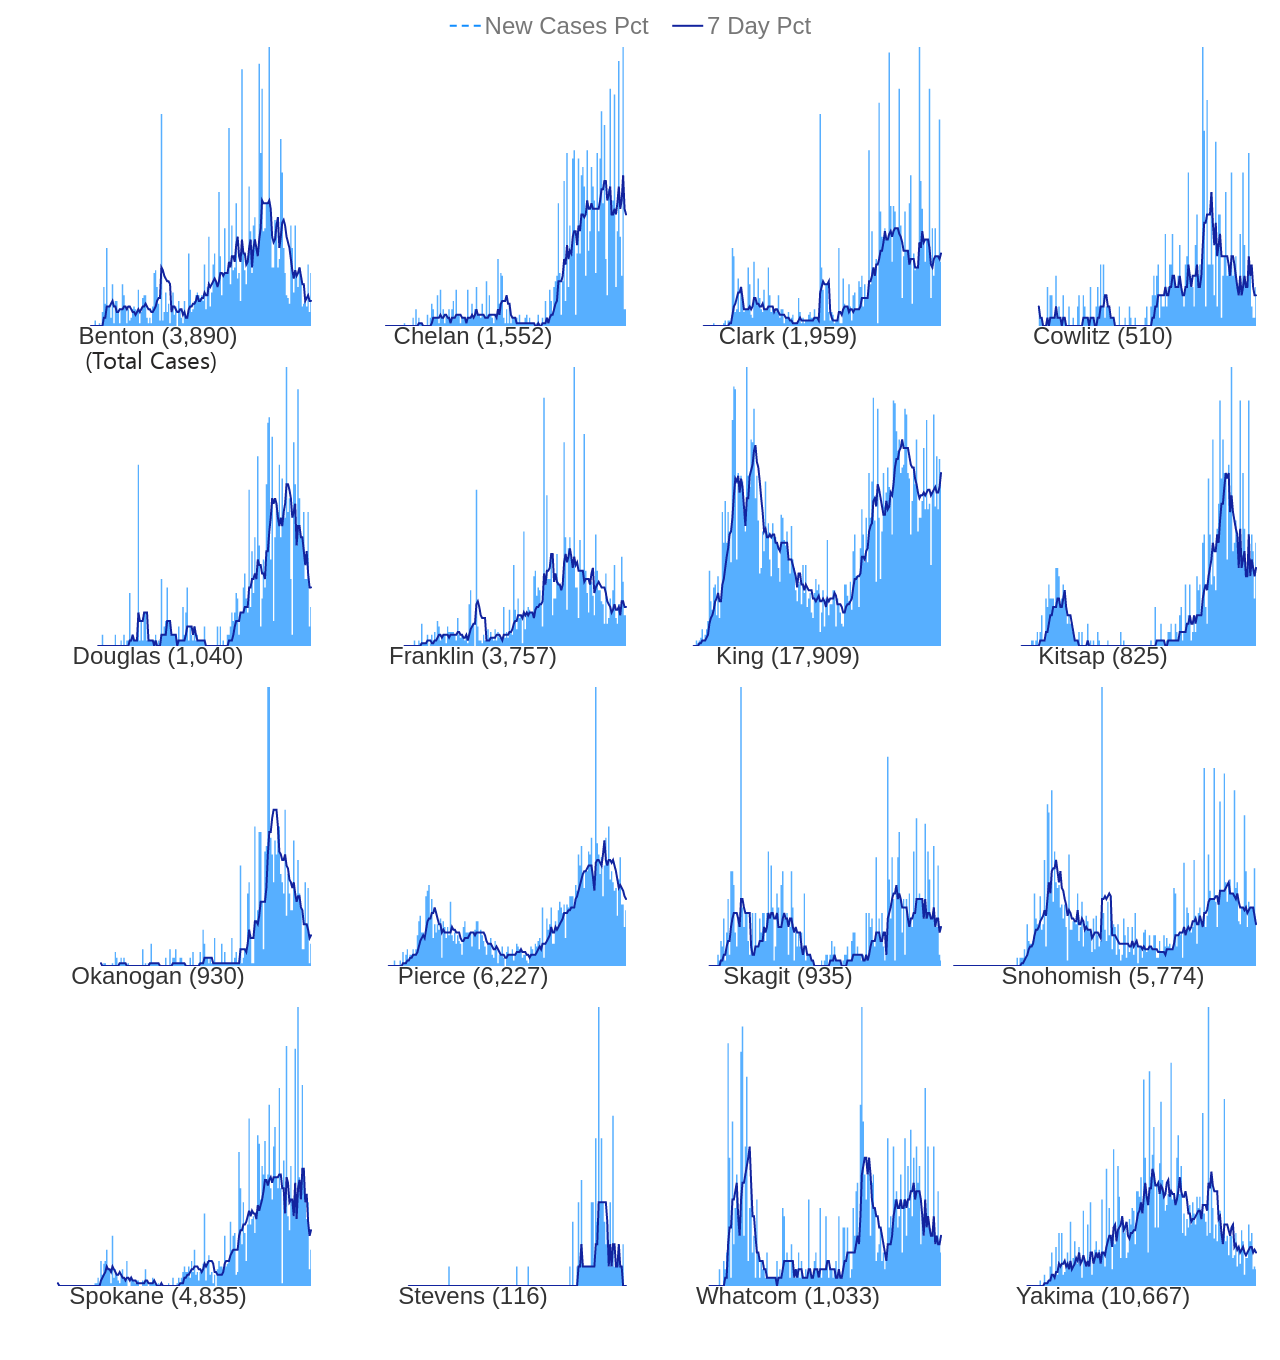 New Cases Pct 7 Day Pct
Benton (3,890) Chelan (1,552) Clark (1,959) Cowlitz (510)
(Total Cases)
Douglas (1,040) Franklin (3,757) King (17,909) Kitsap (825)
Okanogan (930) Pierce (6,227) Skagit (935) Snohomish (5,774)
Spokane (4,835) Stevens (116) Whatcom (1,033) Yakima (10,667)